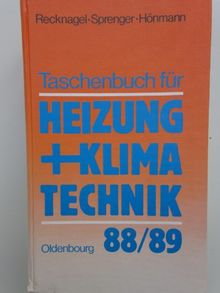 Recknagel·Sprenger·Hönmann
Taschenbuch für
HEIZUNG
+KLIMA
TECHNIK
Oldenbourg 88/89